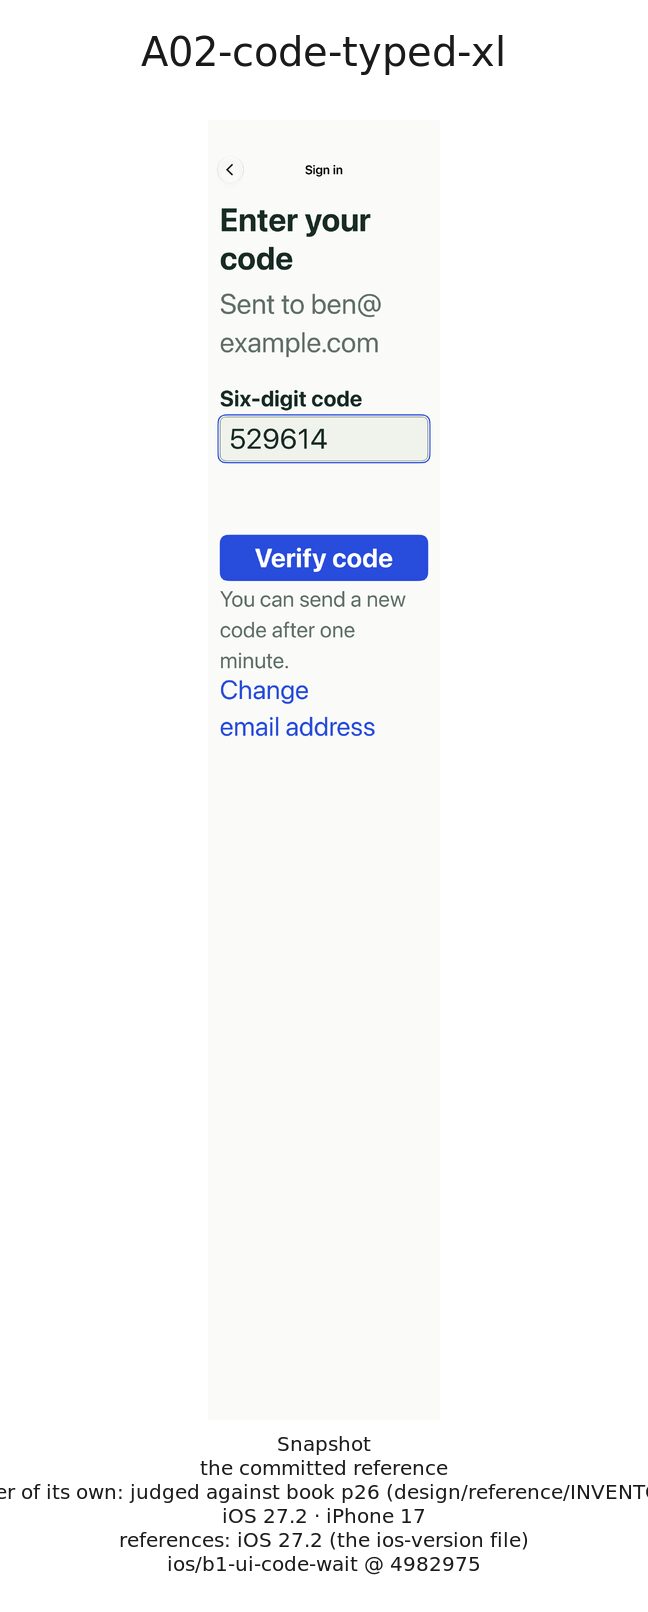 A02-code-typed-xl
Sign in
Enter your
code
Sent to ben@
example.com
Six-digit code
529614
Verify code
You can send a new
code after one
minute.
Change
email address
Snapshot
the committed reference
of its own: judged against book p26 (design/reference/
iOS 27.2 · iPhone 17
references: iOS 27.2 (the ios-version file)
ios/b1-ui-code-wait @ 4982975